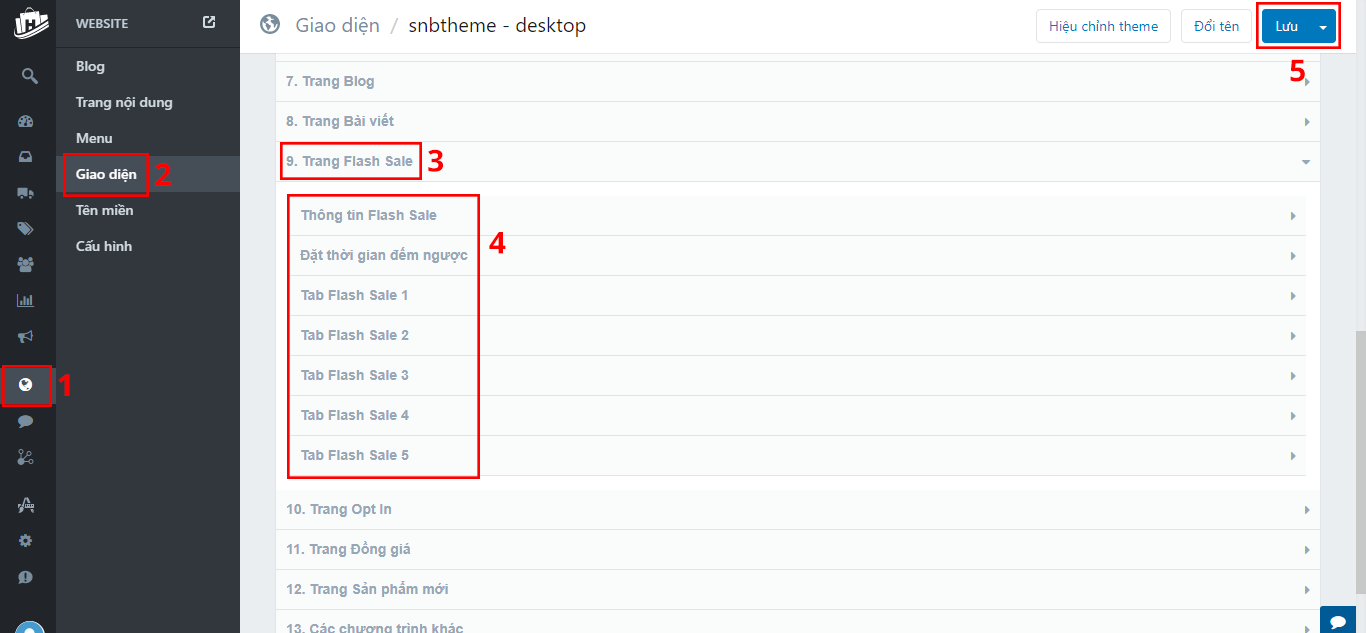 WEBSITE
Blog
Trang nội dung
Menu
Giao diện
2
Tên miền
Cấu hình
1
Giao diện / snbtheme - desktop
Hiệu chỉnh theme
Đổi tên
Lưu
5
7. Trang Blog
8. Trang Bài viết
9. Trang Flash Sale
3
Thông tin Flash Sale
4
Đặt thời gian đếm ngược
Tab Flash Sale 1
Tab Flash Sale 2
Tab Flash Sale 3
Tab Flash Sale 4
Tab Flash Sale 5
10. Trang Opt In
11. Trang Đồng giá
12. Trang Sản phẩm mới
13. Các chương trình khác